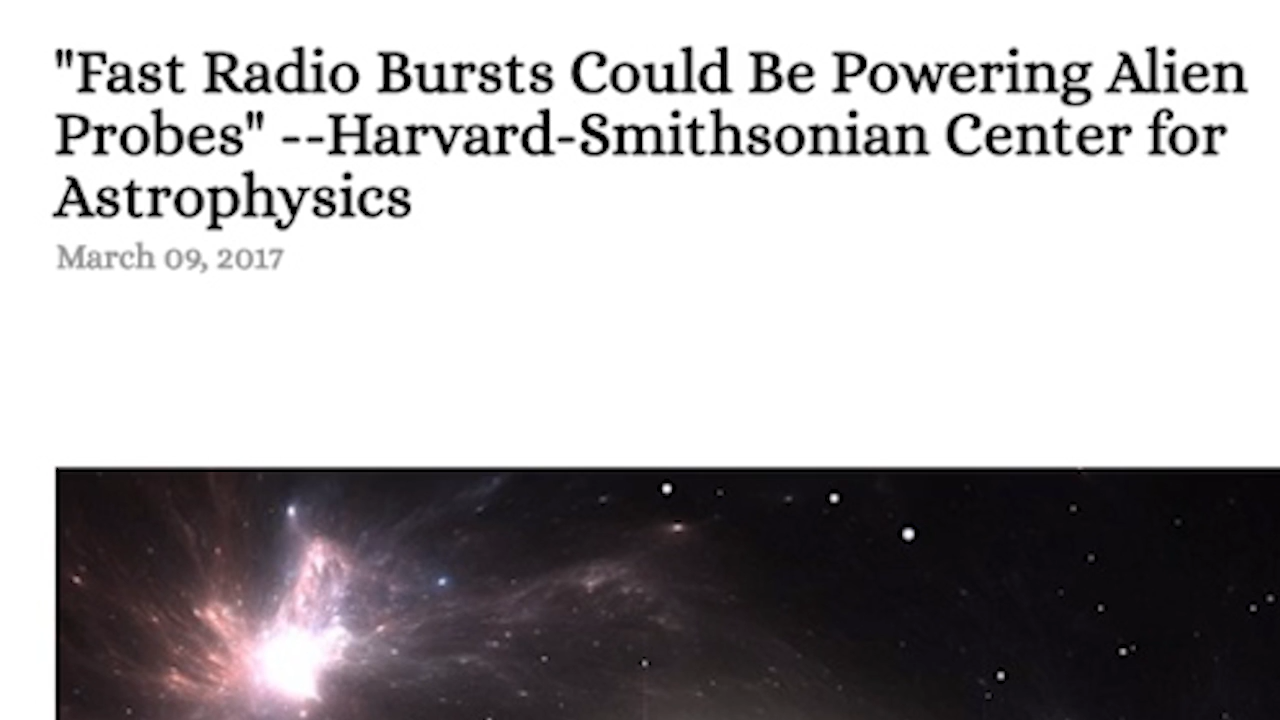 "Fast Radio Bursts Could Be Powering Alien
Probes" --Harvard-Smithsonian Center for
Astrophysics
March 09, 2017